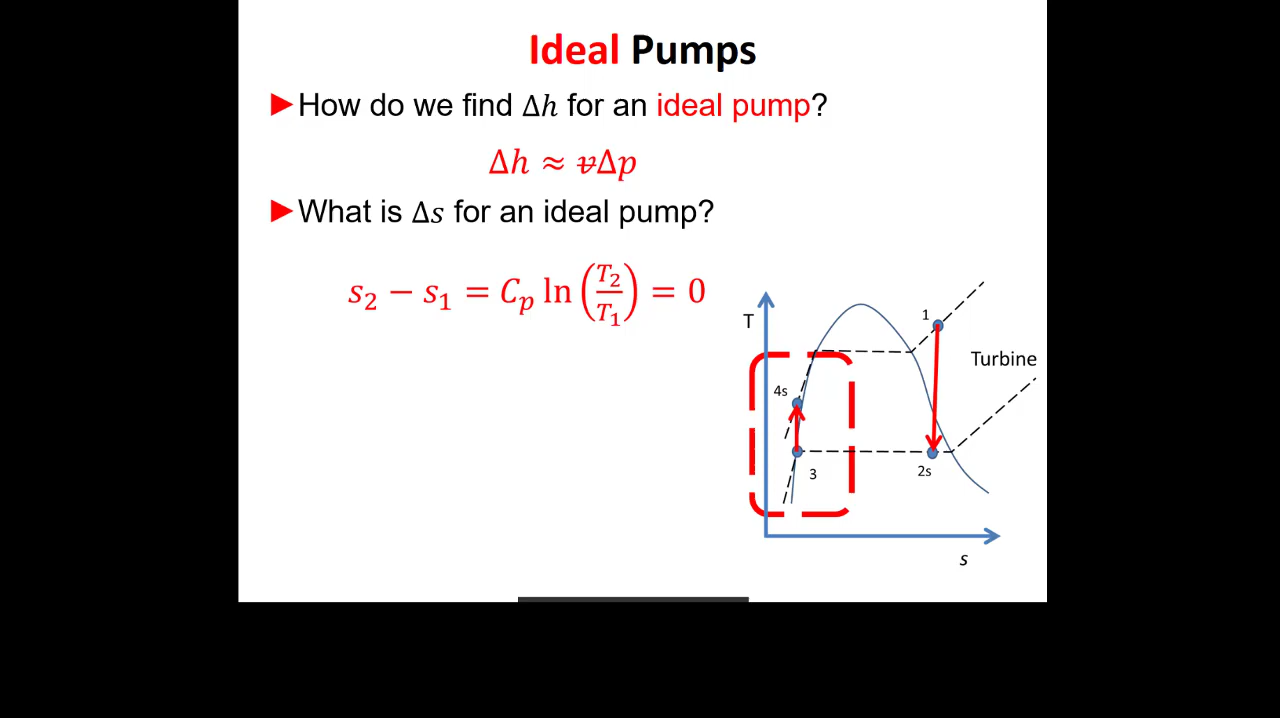 Ideal Pumps
►How do we find Δh for an ideal pump?
Δh ≈ v̶Δp
►What is Δs for an ideal pump?
s₂ − s₁ = Cₚ ln(T₂/T₁) = 0
T
1
Turbine
4s
3
2s
s